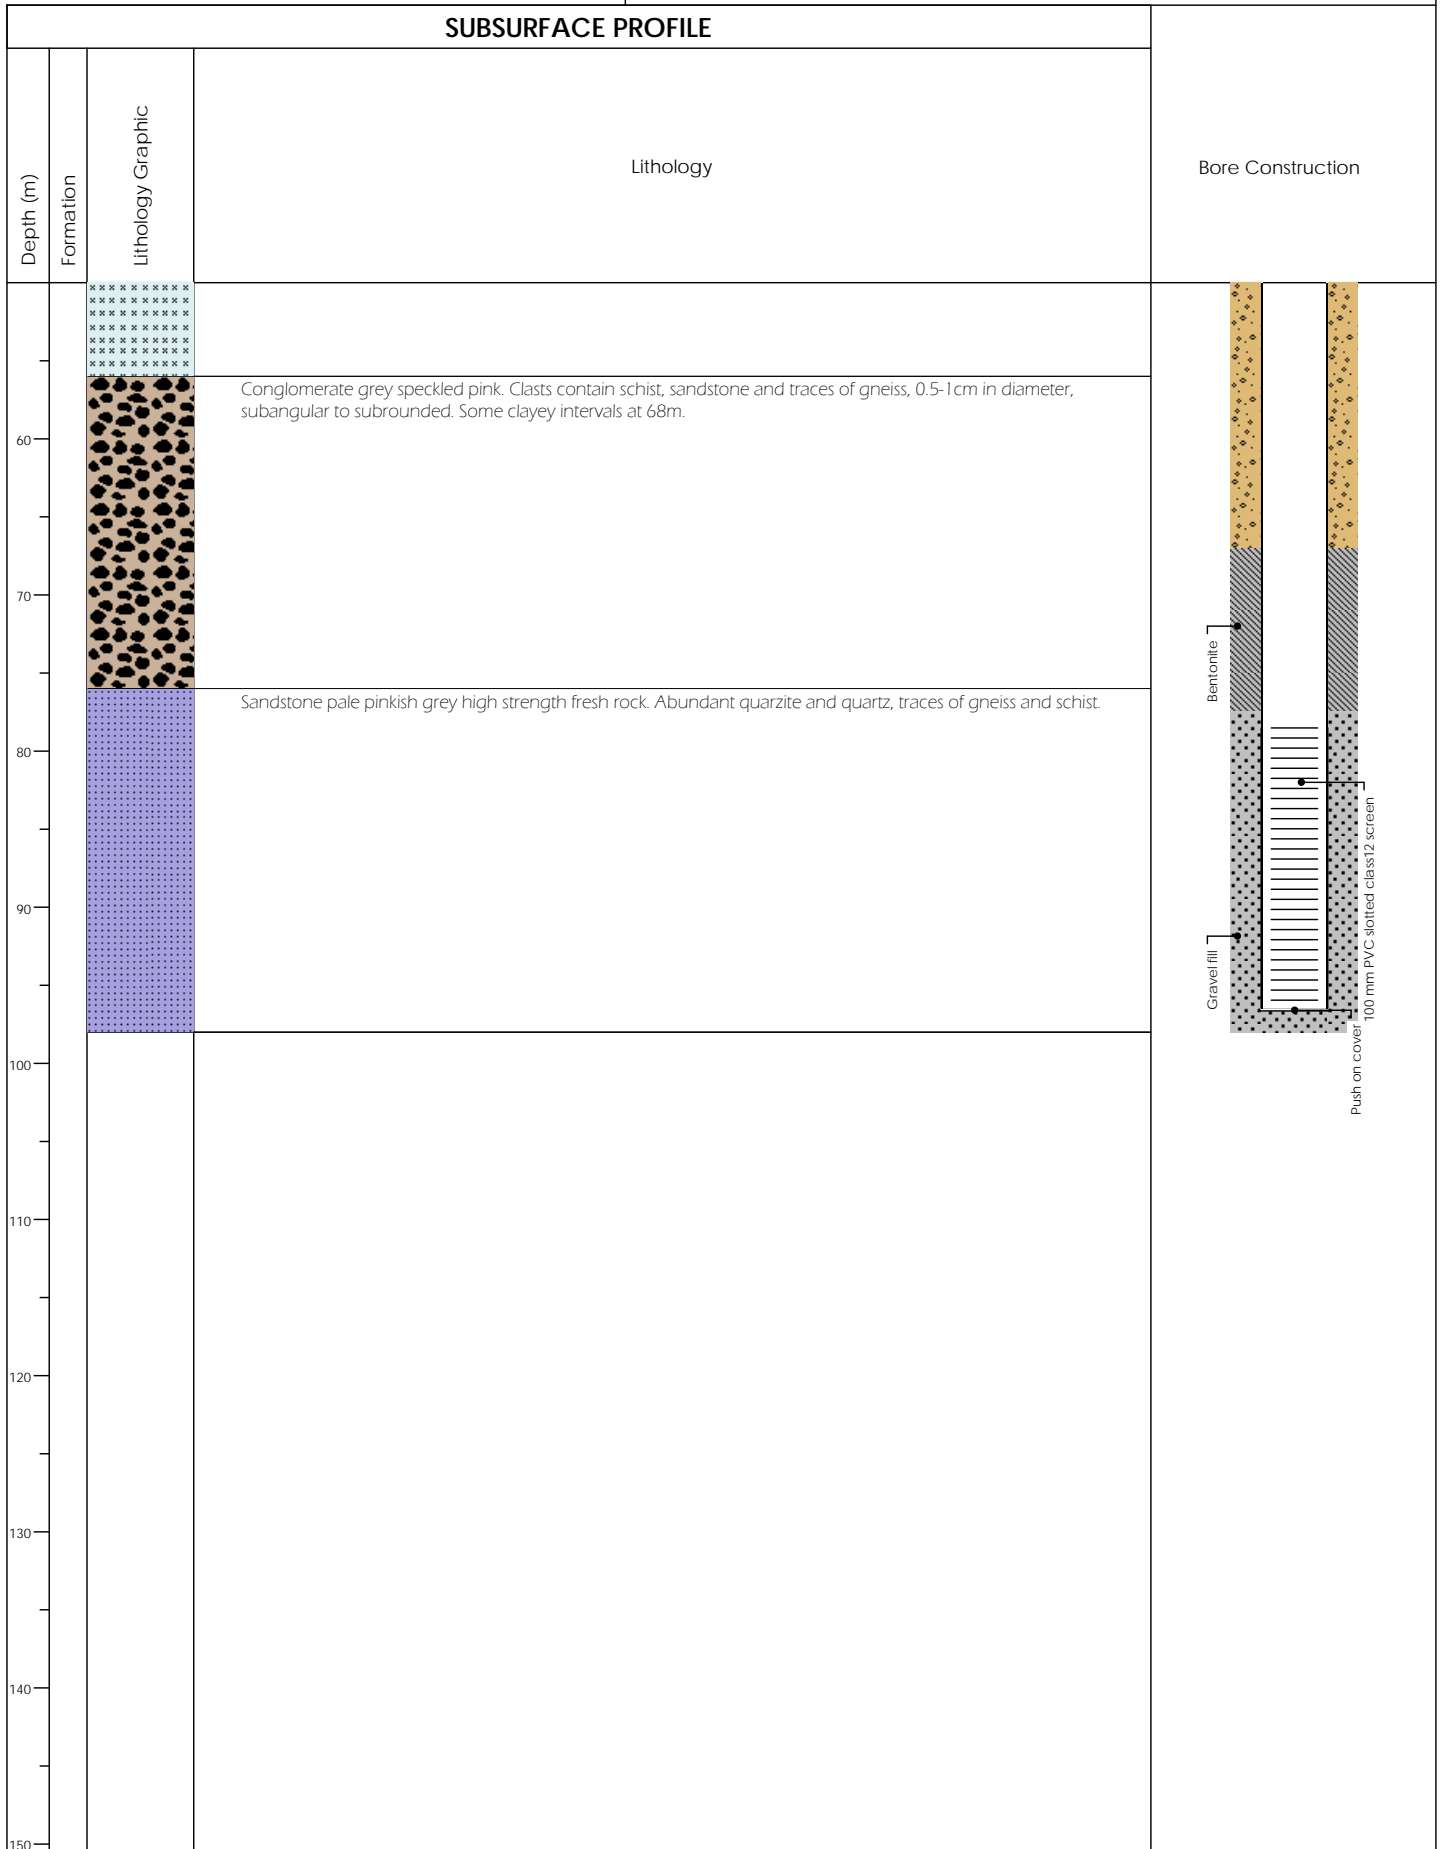 SUBSURFACE PROFILE
Depth (m)
Formation
Lithology Graphic
Lithology
Bore Construction
Conglomerate grey speckled pink. Clasts contain schist, sandstone and traces of gneiss, 0.5-1cm in diameter,
subangular to subrounded. Some clayey intervals at 68m.
60
70
Bentonite
Sandstone pale pinkish grey high strength fresh rock. Abundant quarzite and quartz, traces of gneiss and schist.
80
100 mm PVC slotted class12 screen
90
Gravel fill
Push on cover
100
110
120
130
140
150